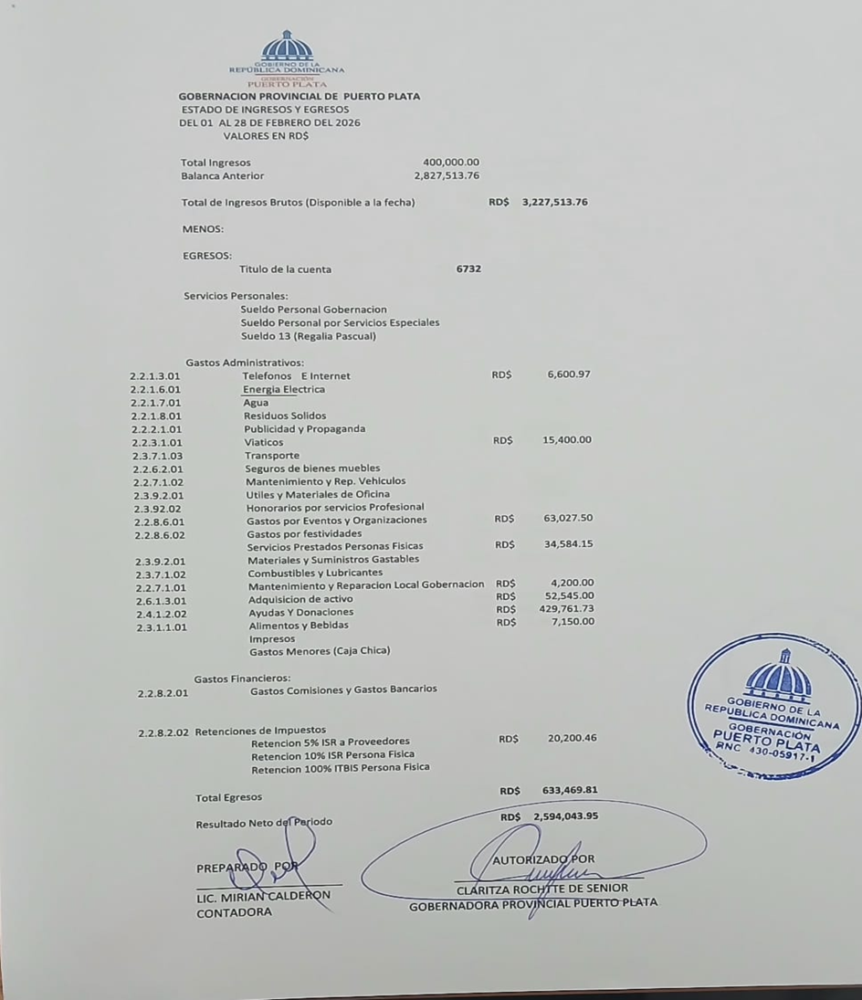 GOBIERNO DE LA
REPÚBLICA DOMINICANA
GOBERNACIÓN
PUERTO PLATA
GOBERNACION PROVINCIAL DE PUERTO PLATA
ESTADO DE INGRESOS Y EGRESOS
DEL 01 AL 28 DE FEBRERO DEL 2026
VALORES EN RD$
Total Ingresos 400,000.00
Balanca Anterior 2,827,513.76
Total de Ingresos Brutos (Disponible a la fecha) RD$ 3,227,513.76
MENOS:
EGRESOS:
Titulo de la cuenta 6732
Servicios Personales:
Sueldo Personal Gobernacion
Sueldo Personal por Servicios Especiales
Sueldo 13 (Regalia Pascual)
Gastos Administrativos:
2.2.1.3.01 Telefonos E Internet RD$ 6,600.97
2.2.1.6.01 Energia Electrica
2.2.1.7.01 Agua
2.2.1.8.01 Residuos Solidos
2.2.2.1.01 Publicidad y Propaganda
2.2.3.1.01 Viaticos RD$ 15,400.00
2.3.7.1.03 Transporte
2.2.6.2.01 Seguros de bienes muebles
2.2.7.1.02 Mantenimiento y Rep. Vehiculos
2.3.9.2.01 Utiles y Materiales de Oficina
2.3.92.02 Honorarios por servicios Profesional
2.2.8.6.01 Gastos por Eventos y Organizaciones RD$ 63,027.50
2.2.8.6.02 Gastos por festividades
Servicios Prestados Personas Fisicas RD$ 34,584.15
2.3.9.2.01 Materiales y Suministros Gastables
2.3.7.1.02 Combustibles y Lubricantes
2.2.7.1.01 Mantenimiento y Reparacion Local Gobernacion RD$ 4,200.00
2.6.1.3.01 Adquisicion de activo RD$ 52,545.00
2.4.1.2.02 Ayudas Y Donaciones RD$ 429,761.73
2.3.1.1.01 Alimentos y Bebidas RD$ 7,150.00
Impresos
Gastos Menores (Caja Chica)
Gastos Financieros:
2.2.8.2.01 Gastos Comisiones y Gastos Bancarios
2.2.8.2.02 Retenciones de Impuestos
Retencion 5% ISR a Proveedores RD$ 20,200.46
Retencion 10% ISR Persona Fisica
Retencion 100% ITBIS Persona Fisica
Total Egresos RD$ 633,469.81
Resultado Neto del Periodo RD$ 2,594,043.95
PREPARADO POR
LIC. MIRIAN CALDERON
CONTADORA
AUTORIZADO POR
CLARITZA ROCHTTE DE SENIOR
GOBERNADORA PROVINCIAL PUERTO PLATA
GOBIERNO DE LA
REPÚBLICA DOMINICANA
GOBERNACIÓN
PUERTO PLATA
RNC 430-05917-1